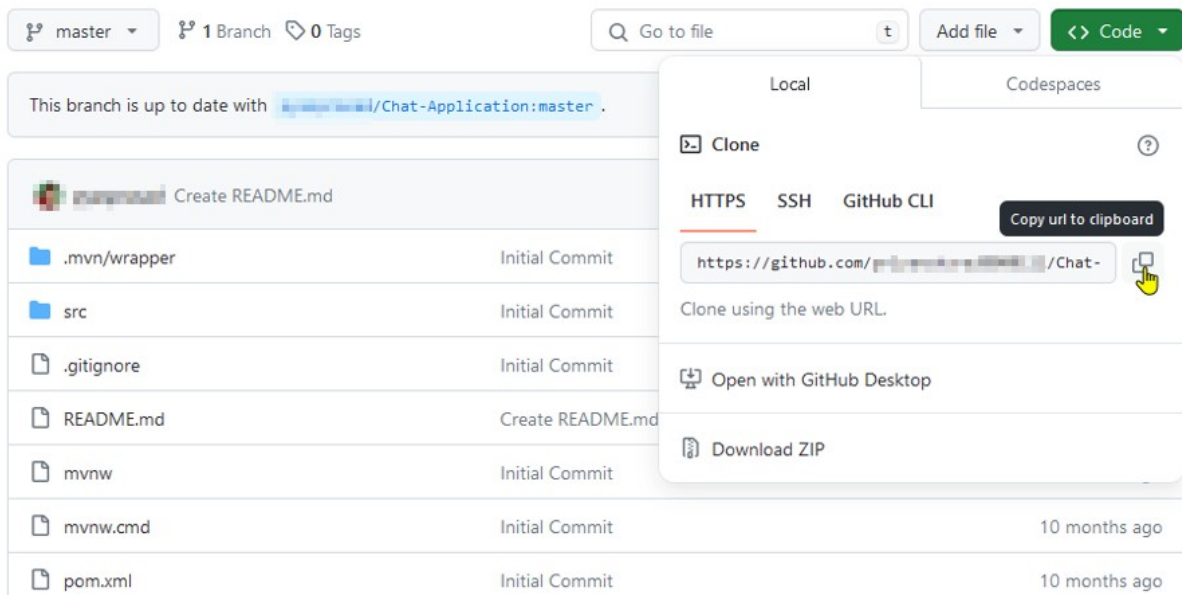 master 1 Branch 0 Tags Go to file t Add file <> Code
This branch is up to date with /Chat-Application:master .
Local Codespaces
Clone
HTTPS SSH GitHub CLI
Copy url to clipboard
https://github.com/ /Chat-
Clone using the web URL.
Open with GitHub Desktop
Download ZIP
Create README.md
.mvn/wrapper Initial Commit
src Initial Commit
.gitignore Initial Commit
README.md Create README.md
mvnw Initial Commit
mvnw.cmd Initial Commit 10 months ago
pom.xml Initial Commit 10 months ago